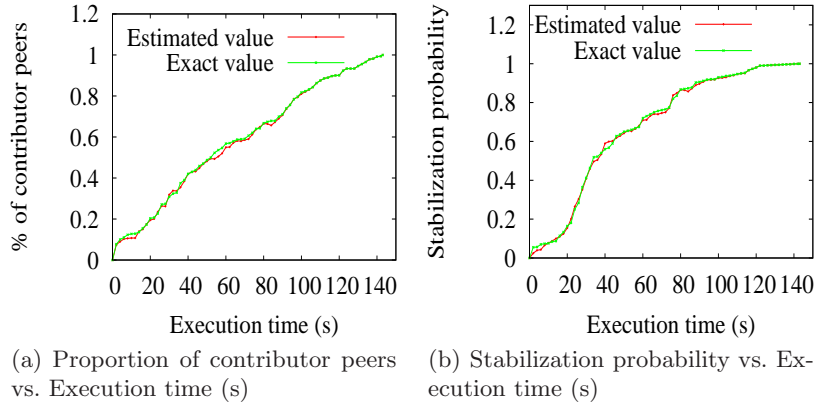 % of contributor peers
1.2
1
0.8
0.6
0.4
0.2
0
0 20 40 60 80 100 120 140
Estimated value
Exact value
Execution time (s)
(a) Proportion of contributor peers
vs. Execution time (s)
Stabilization probability
1.2
1
0.8
0.6
0.4
0.2
0
0 20 40 60 80 100 120 140
Estimated value
Exact value
Execution time (s)
(b) Stabilization probability vs. Ex-
ecution time (s)